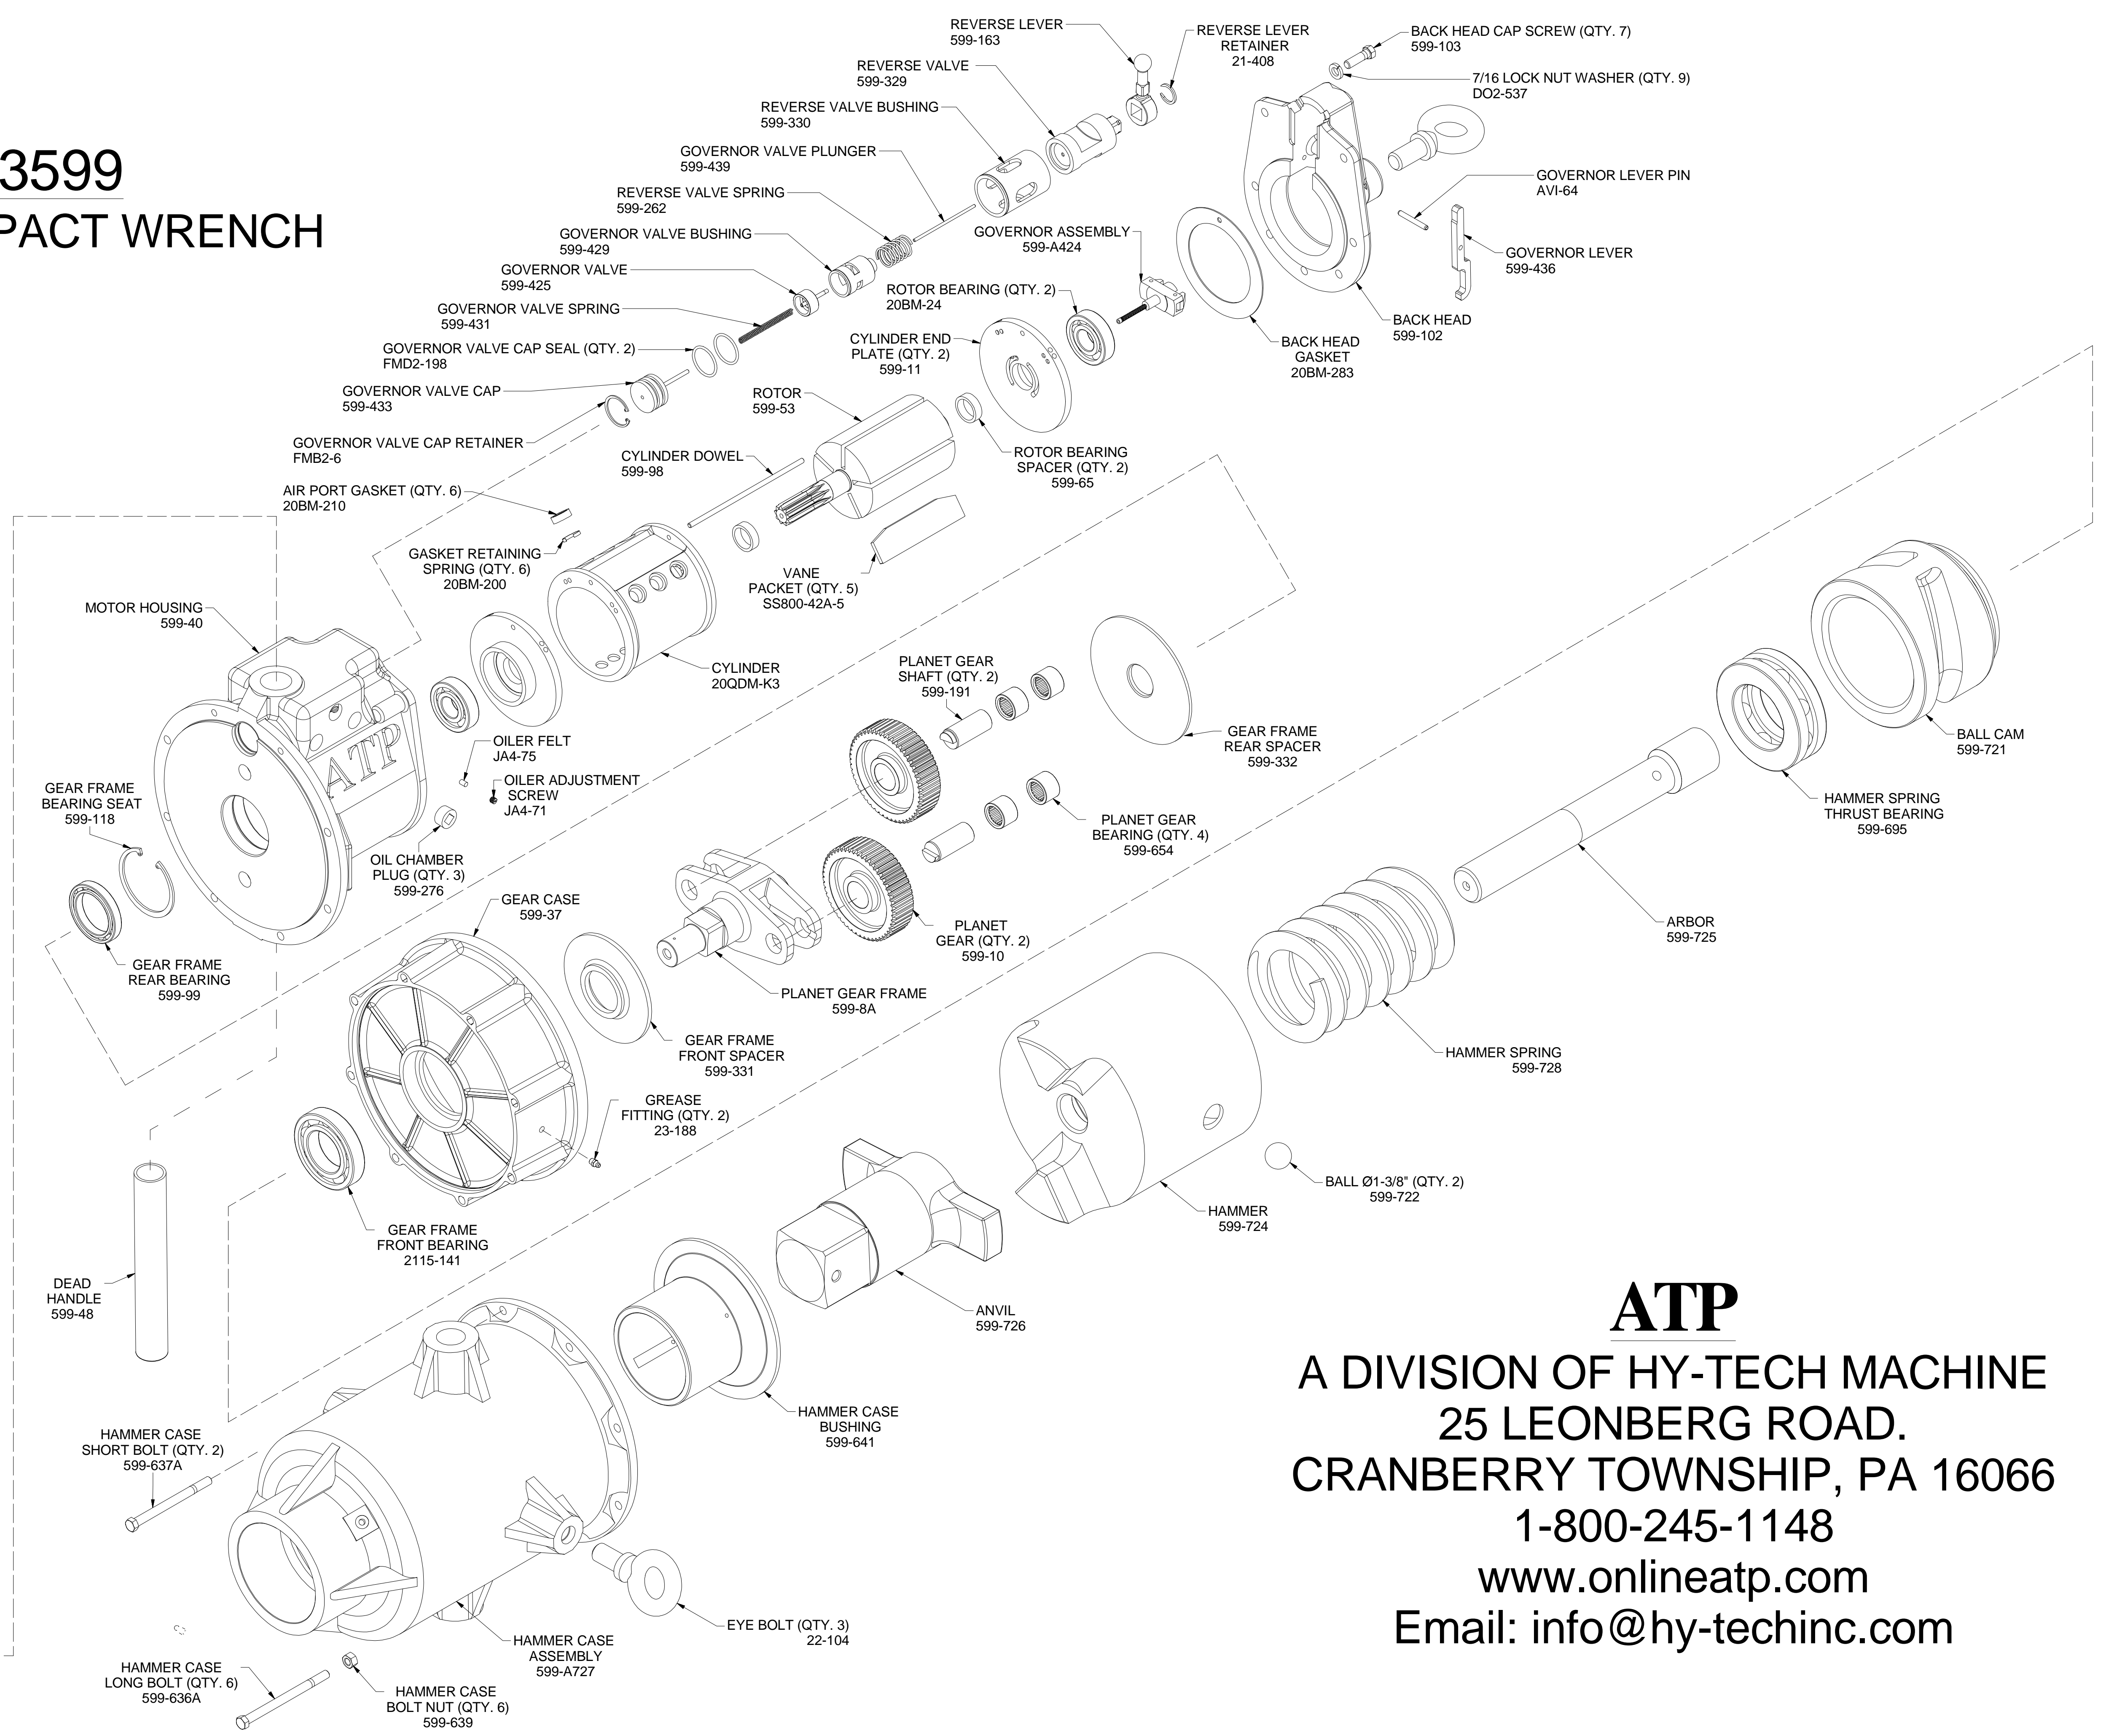 3599
PACT WRENCH
REVERSE LEVER
599-163
REVERSE LEVER
RETAINER
21-408
BACK HEAD CAP SCREW (QTY. 7)
599-103
7/16 LOCK NUT WASHER (QTY. 9)
DO2-537
REVERSE VALVE
599-329
REVERSE VALVE BUSHING
599-330
GOVERNOR VALVE PLUNGER
599-439
REVERSE VALVE SPRING
599-262
GOVERNOR VALVE BUSHING
599-429
GOVERNOR VALVE
599-425
GOVERNOR VALVE SPRING
599-431
GOVERNOR VALVE CAP SEAL (QTY. 2)
FMD2-198
GOVERNOR VALVE CAP
599-433
GOVERNOR VALVE CAP RETAINER
FMB2-6
GOVERNOR LEVER PIN
AVI-64
GOVERNOR LEVER
599-436
GOVERNOR ASSEMBLY
599-A424
ROTOR BEARING (QTY. 2)
20BM-24
CYLINDER END
PLATE (QTY. 2)
599-11
BACK HEAD
599-102
BACK HEAD
GASKET
20BM-283
ROTOR
599-53
ROTOR BEARING
SPACER (QTY. 2)
599-65
CYLINDER DOWEL
599-98
AIR PORT GASKET (QTY. 6)
20BM-210
GASKET RETAINING
SPRING (QTY. 6)
20BM-200
VANE
PACKET (QTY. 5)
SS800-42A-5
MOTOR HOUSING
599-40
ATP
CYLINDER
20QDM-K3
PLANET GEAR
SHAFT (QTY. 2)
599-191
GEAR FRAME
REAR SPACER
599-332
BALL CAM
599-721
OILER FELT
JA4-75
OILER ADJUSTMENT
SCREW
JA4-71
GEAR FRAME
BEARING SEAT
599-118
HAMMER SPRING
THRUST BEARING
599-695
PLANET GEAR
BEARING (QTY. 4)
599-654
OIL CHAMBER
PLUG (QTY. 3)
599-276
GEAR CASE
599-37
ARBOR
599-725
PLANET
GEAR (QTY. 2)
599-10
GEAR FRAME
REAR BEARING
599-99
PLANET GEAR FRAME
599-8A
GEAR FRAME
FRONT SPACER
599-331
HAMMER SPRING
599-728
GREASE
FITTING (QTY. 2)
23-188
BALL Ø1-3/8" (QTY. 2)
599-722
HAMMER
599-724
GEAR FRAME
FRONT BEARING
2115-141
DEAD
HANDLE
599-48
ANVIL
599-726
HAMMER CASE
BUSHING
599-641
HAMMER CASE
SHORT BOLT (QTY. 2)
599-637A
EYE BOLT (QTY. 3)
22-104
HAMMER CASE
ASSEMBLY
599-A727
HAMMER CASE
LONG BOLT (QTY. 6)
599-636A
HAMMER CASE
BOLT NUT (QTY. 6)
599-639
ATP
A DIVISION OF HY-TECH MACHINE
25 LEONBERG ROAD.
CRANBERRY TOWNSHIP, PA 16066
1-800-245-1148
www.onlineatp.com
Email: info@hy-techinc.com